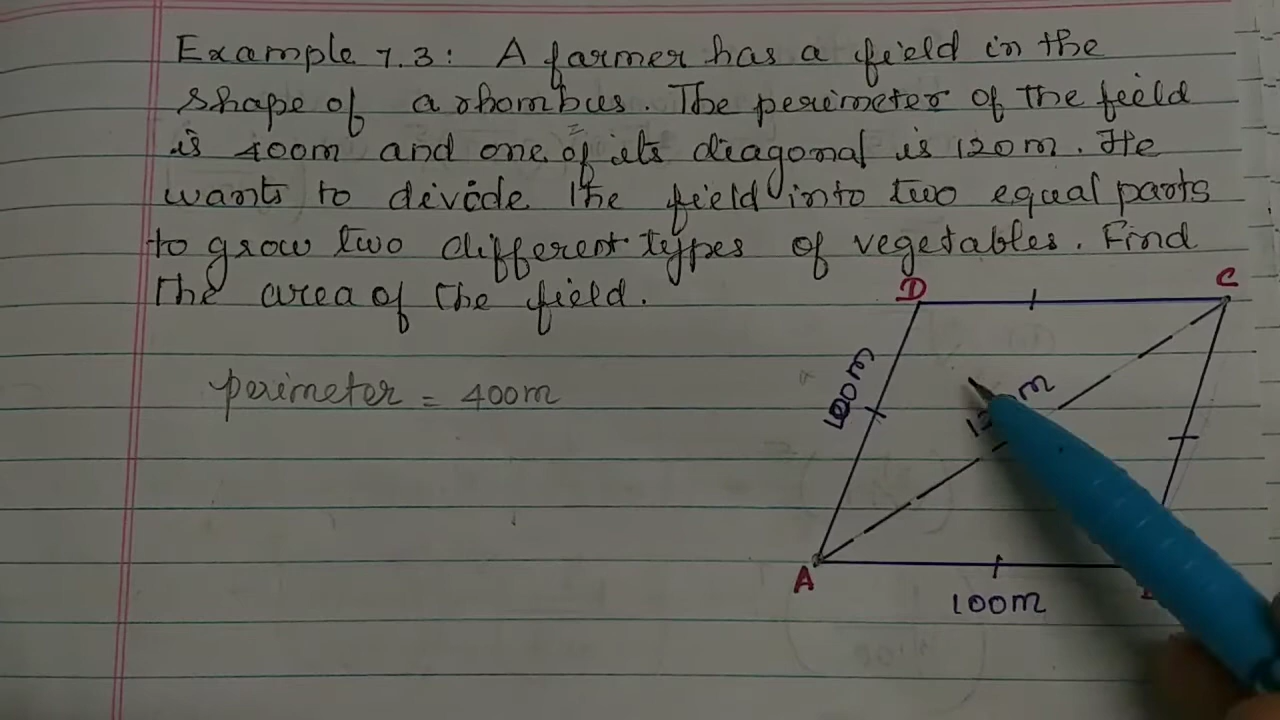 Example 7.3: A farmer has a field in the
shape of a rhombus. The perimeter of the field
is 400m and one of its diagonal is 120m. He
wants to divide the field into two equal parts
to grow two different types of vegetables. Find
the area of the field.
D
C
perimeter = 400m
100m
A
100m